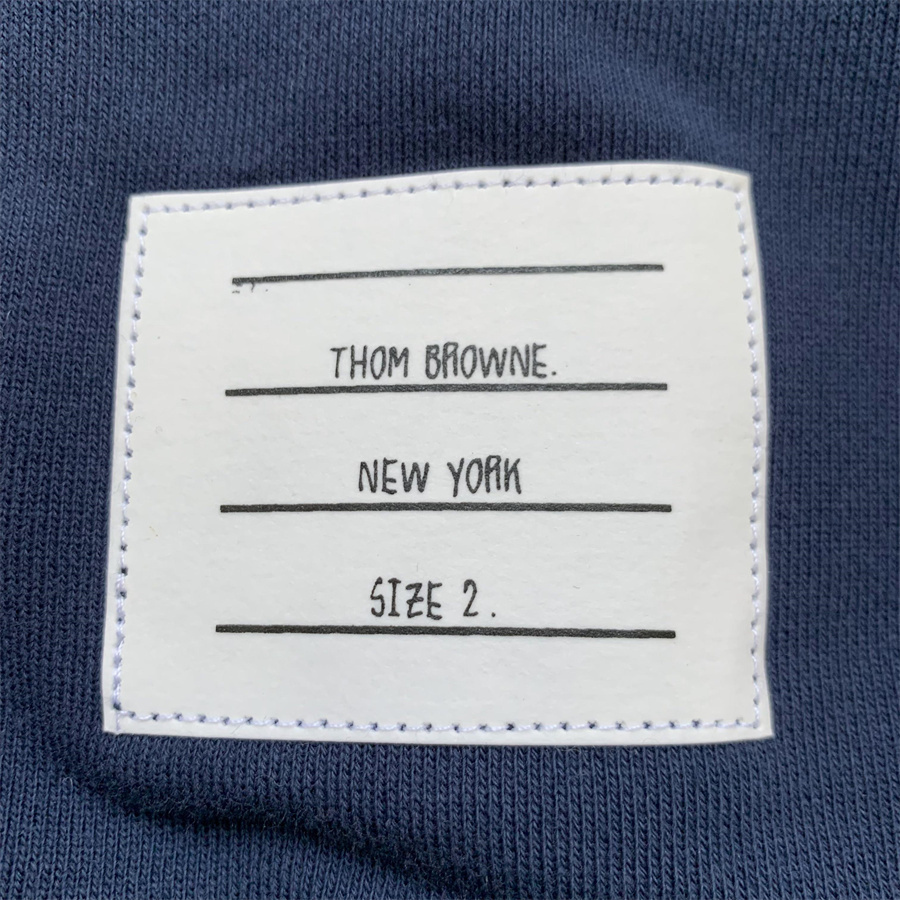 THOM BROWNE.
NEW YORK
SIZE 2.